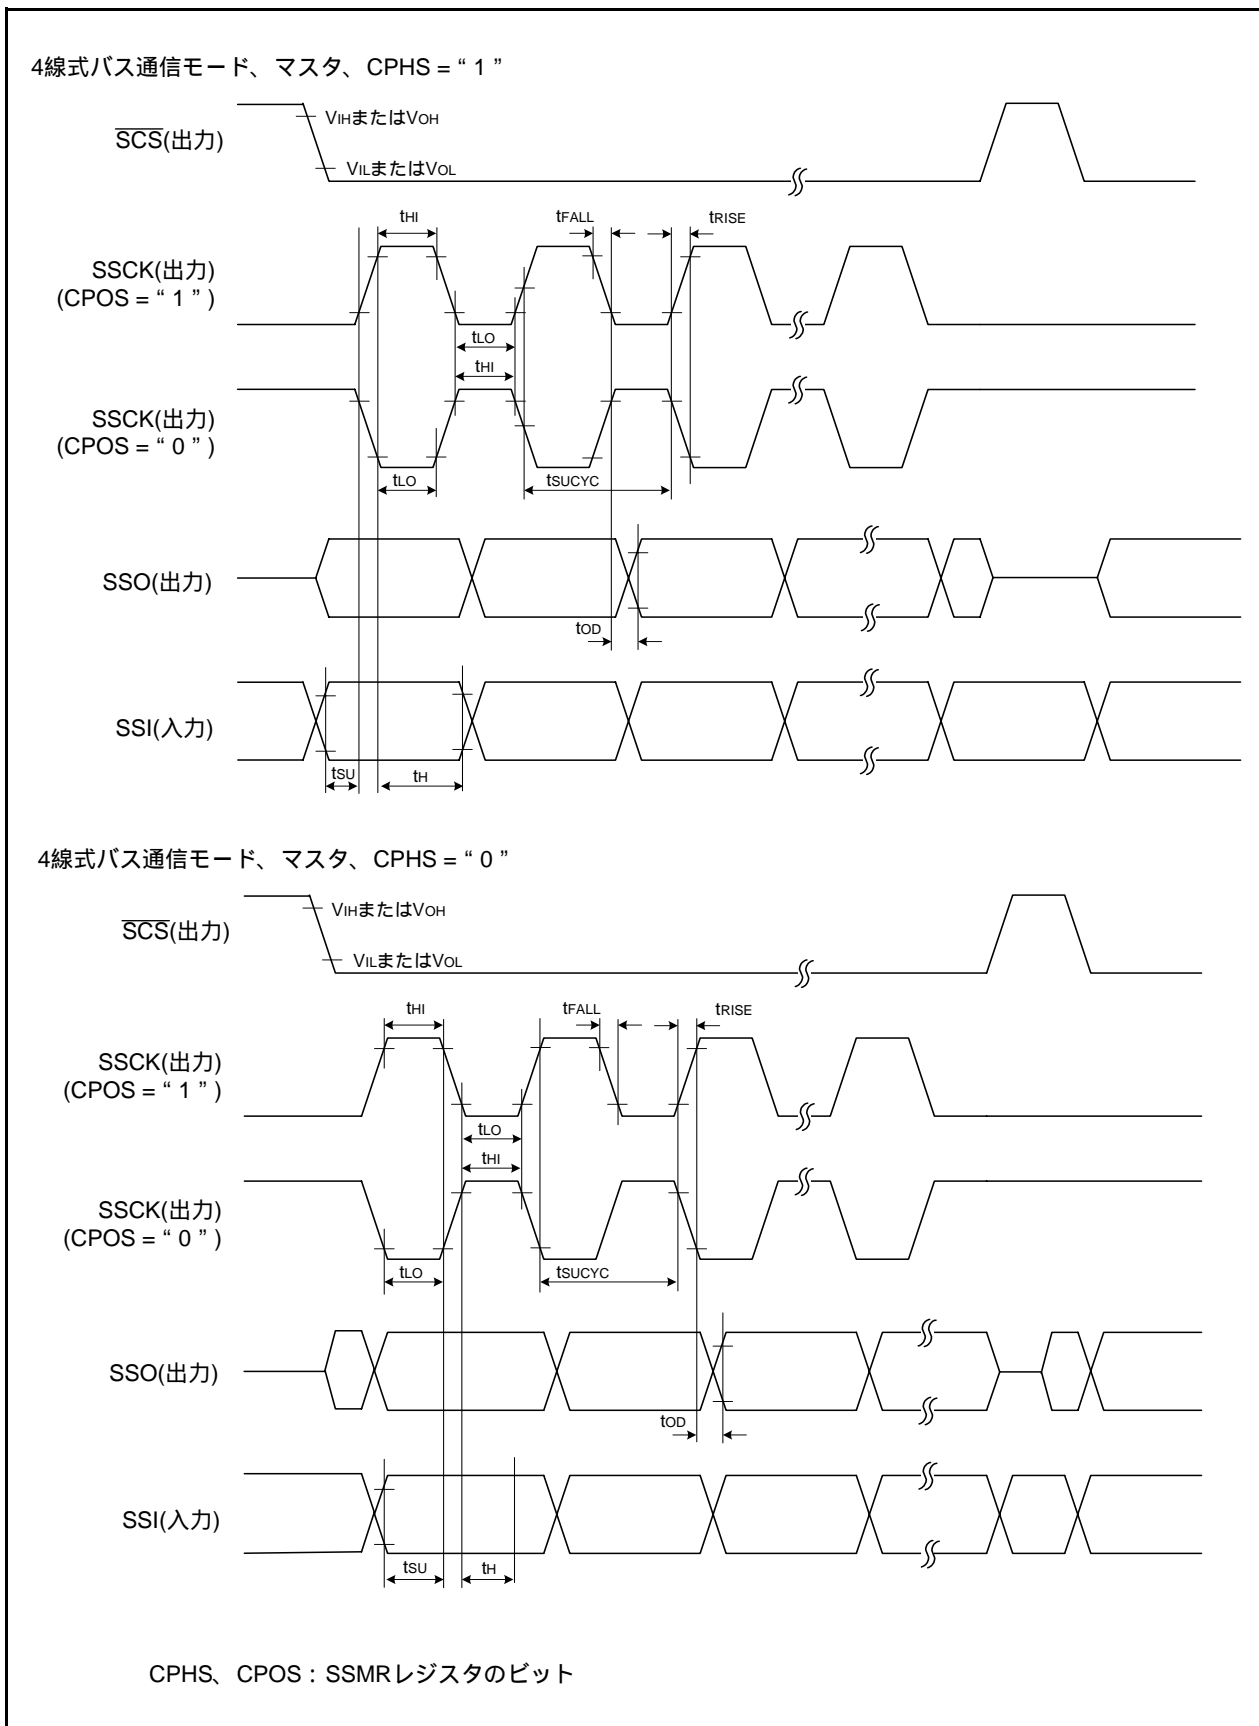 4線式バス通信モード、マスタ、CPHS = “ 1 ”
VIHまたはVOH
SCS(出力)
VILまたはVOL
tHI
tFALL
tRISE
SSCK(出力)
(CPOS = “ 1 ” )
tLO
tHI
SSCK(出力)
(CPOS = “ 0 ” )
tLO
tSUCYC
SSO(出力)
tOD
SSI(入力)
tSU
tH
4線式バス通信モード、マスタ、CPHS = “ 0 ”
VIHまたはVOH
SCS(出力)
VILまたはVOL
tHI
tFALL
tRISE
SSCK(出力)
(CPOS = “ 1 ” )
tLO
tHI
SSCK(出力)
(CPOS = “ 0 ” )
tLO
tSUCYC
SSO(出力)
tOD
SSI(入力)
tSU
tH
CPHS、CPOS：SSMRレジスタのビット